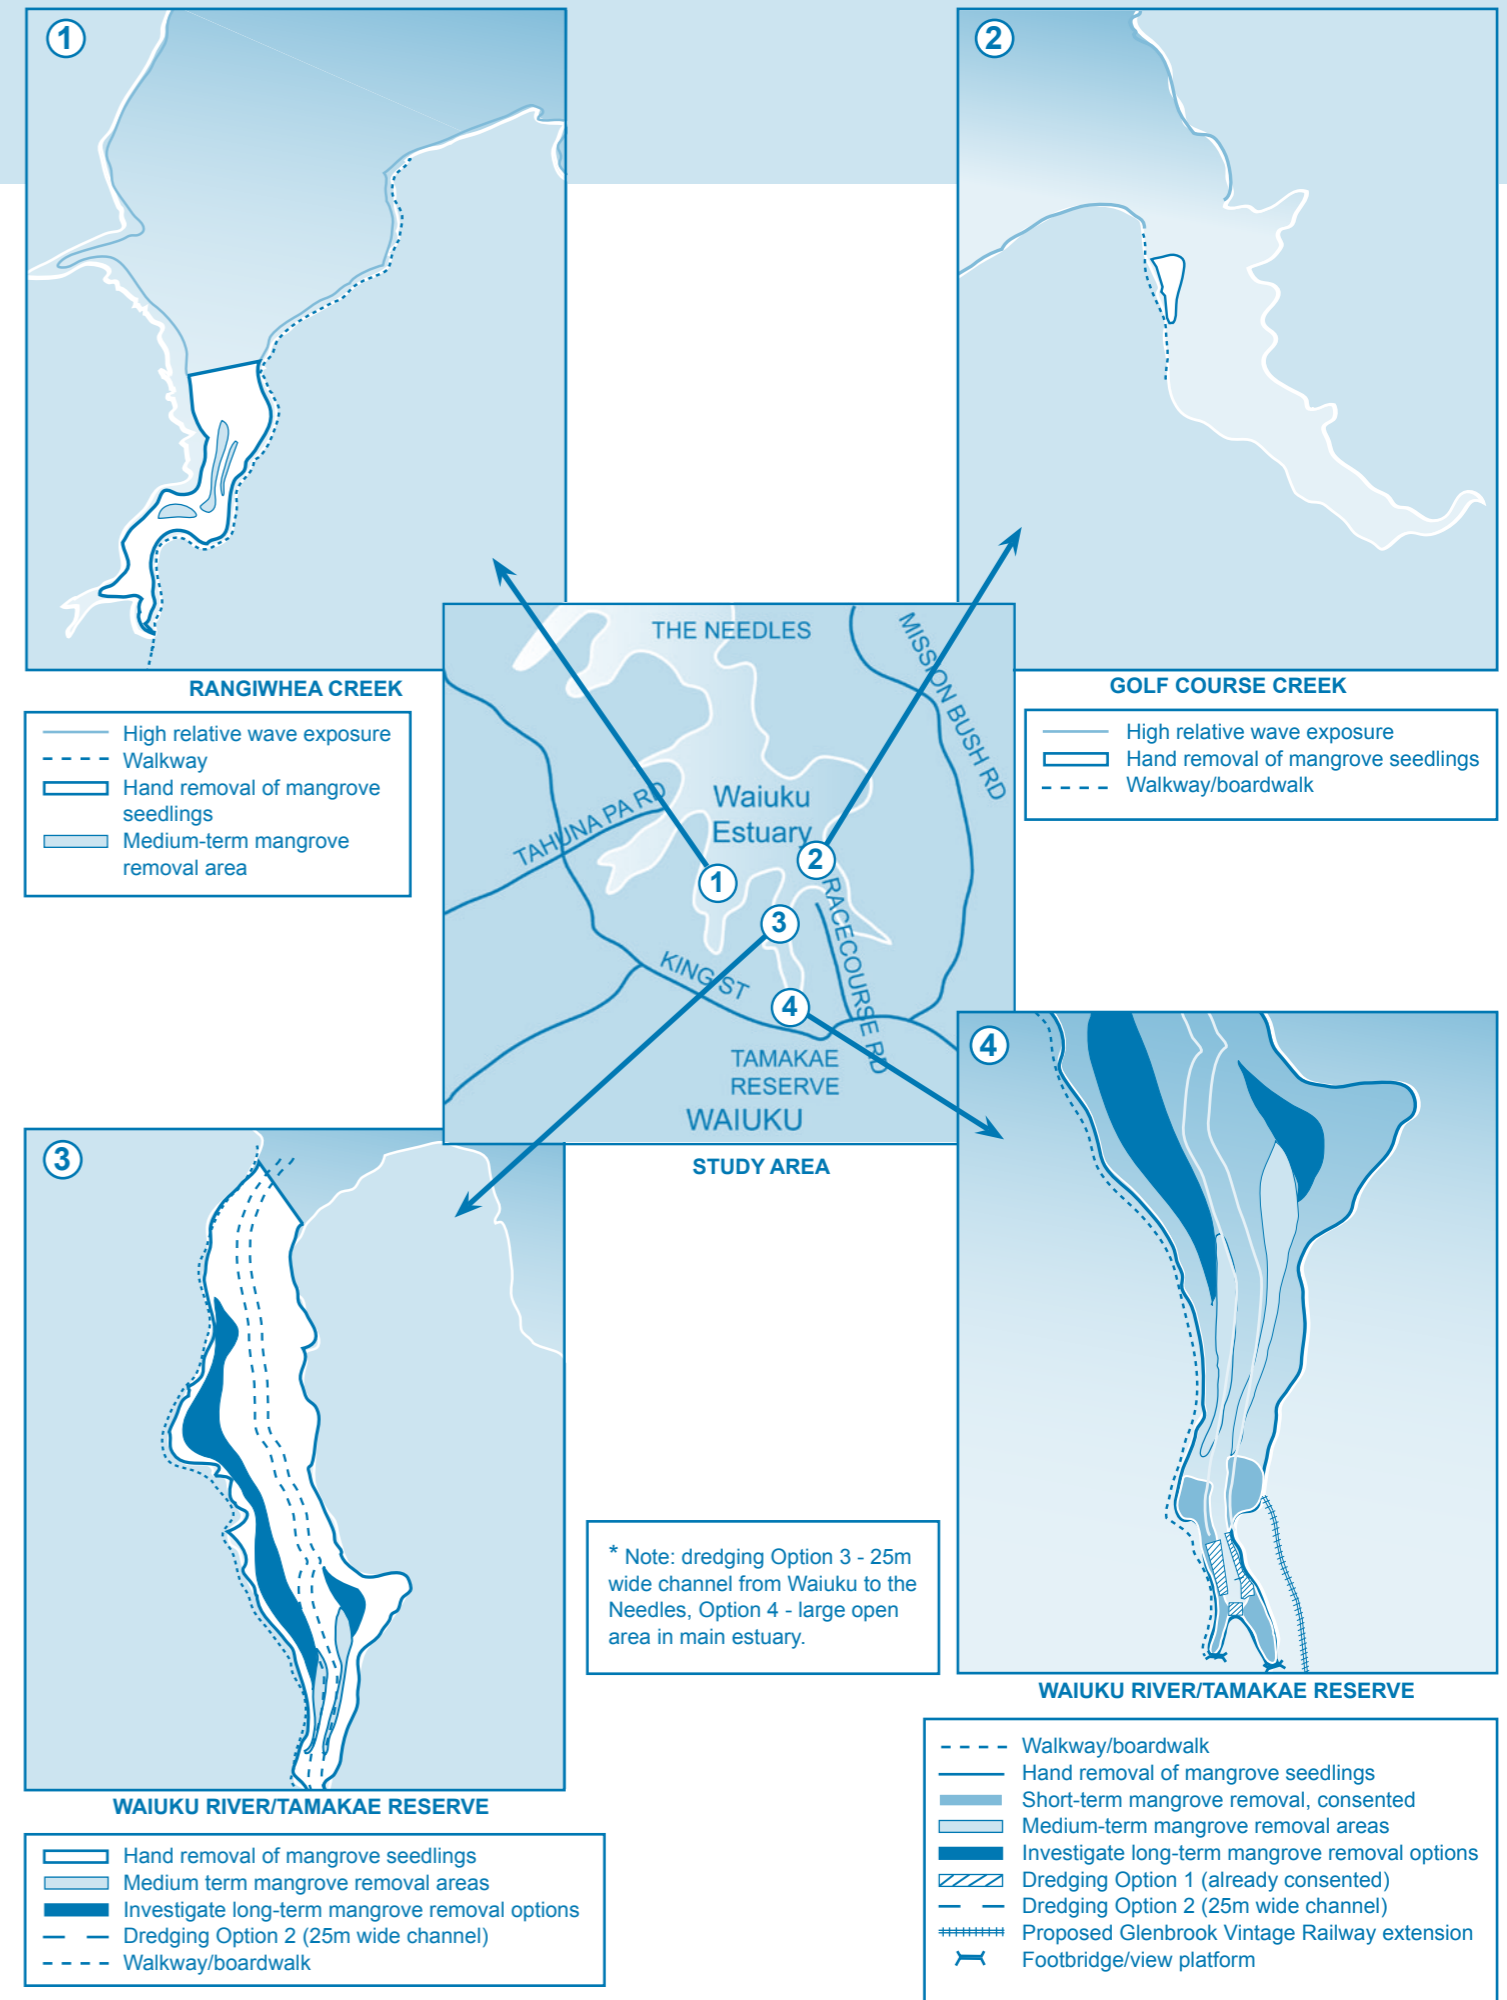 1
2
RANGIWHEA CREEK
High relative wave exposure
Walkway
Hand removal of mangrove
seedlings
Medium-term mangrove
removal area
GOLF COURSE CREEK
High relative wave exposure
Hand removal of mangrove seedlings
Walkway/boardwalk
THE NEEDLES
MISSION BUSH RD
TAHUNA PA RD
Waiuku
Estuary
1
2
3
4
RACECOURSE RD
KING ST
TAMAKAE
RESERVE
WAIUKU
STUDY AREA
3
WAIUKU RIVER/TAMAKAE RESERVE
Hand removal of mangrove seedlings
Medium term mangrove removal areas
Investigate long-term mangrove removal options
Dredging Option 2 (25m wide channel)
Walkway/boardwalk
* Note: dredging Option 3 - 25m
wide channel from Waiuku to the
Needles, Option 4 - large open
area in main estuary.
4
WAIUKU RIVER/TAMAKAE RESERVE
Walkway/boardwalk
Hand removal of mangrove seedlings
Short-term mangrove removal, consented
Medium-term mangrove removal areas
Investigate long-term mangrove removal options
Dredging Option 1 (already consented)
Dredging Option 2 (25m wide channel)
Proposed Glenbrook Vintage Railway extension
Footbridge/view platform